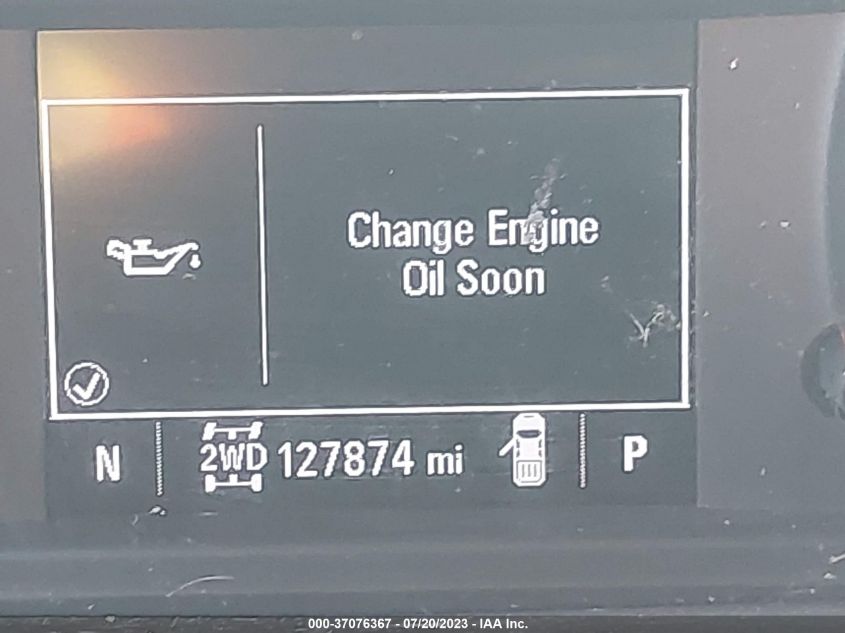 Change Engine
Oil Soon
N 2WD 127874 mi P
000-37076367 - 07/20/2023 - IAA Inc.